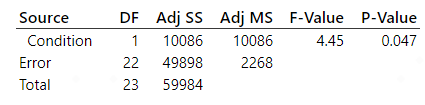 Source DF Adj SS Adj MS F-Value P-Value
Condition 1 10086 10086 4.45 0.047
Error 22 49898 2268
Total 23 59984